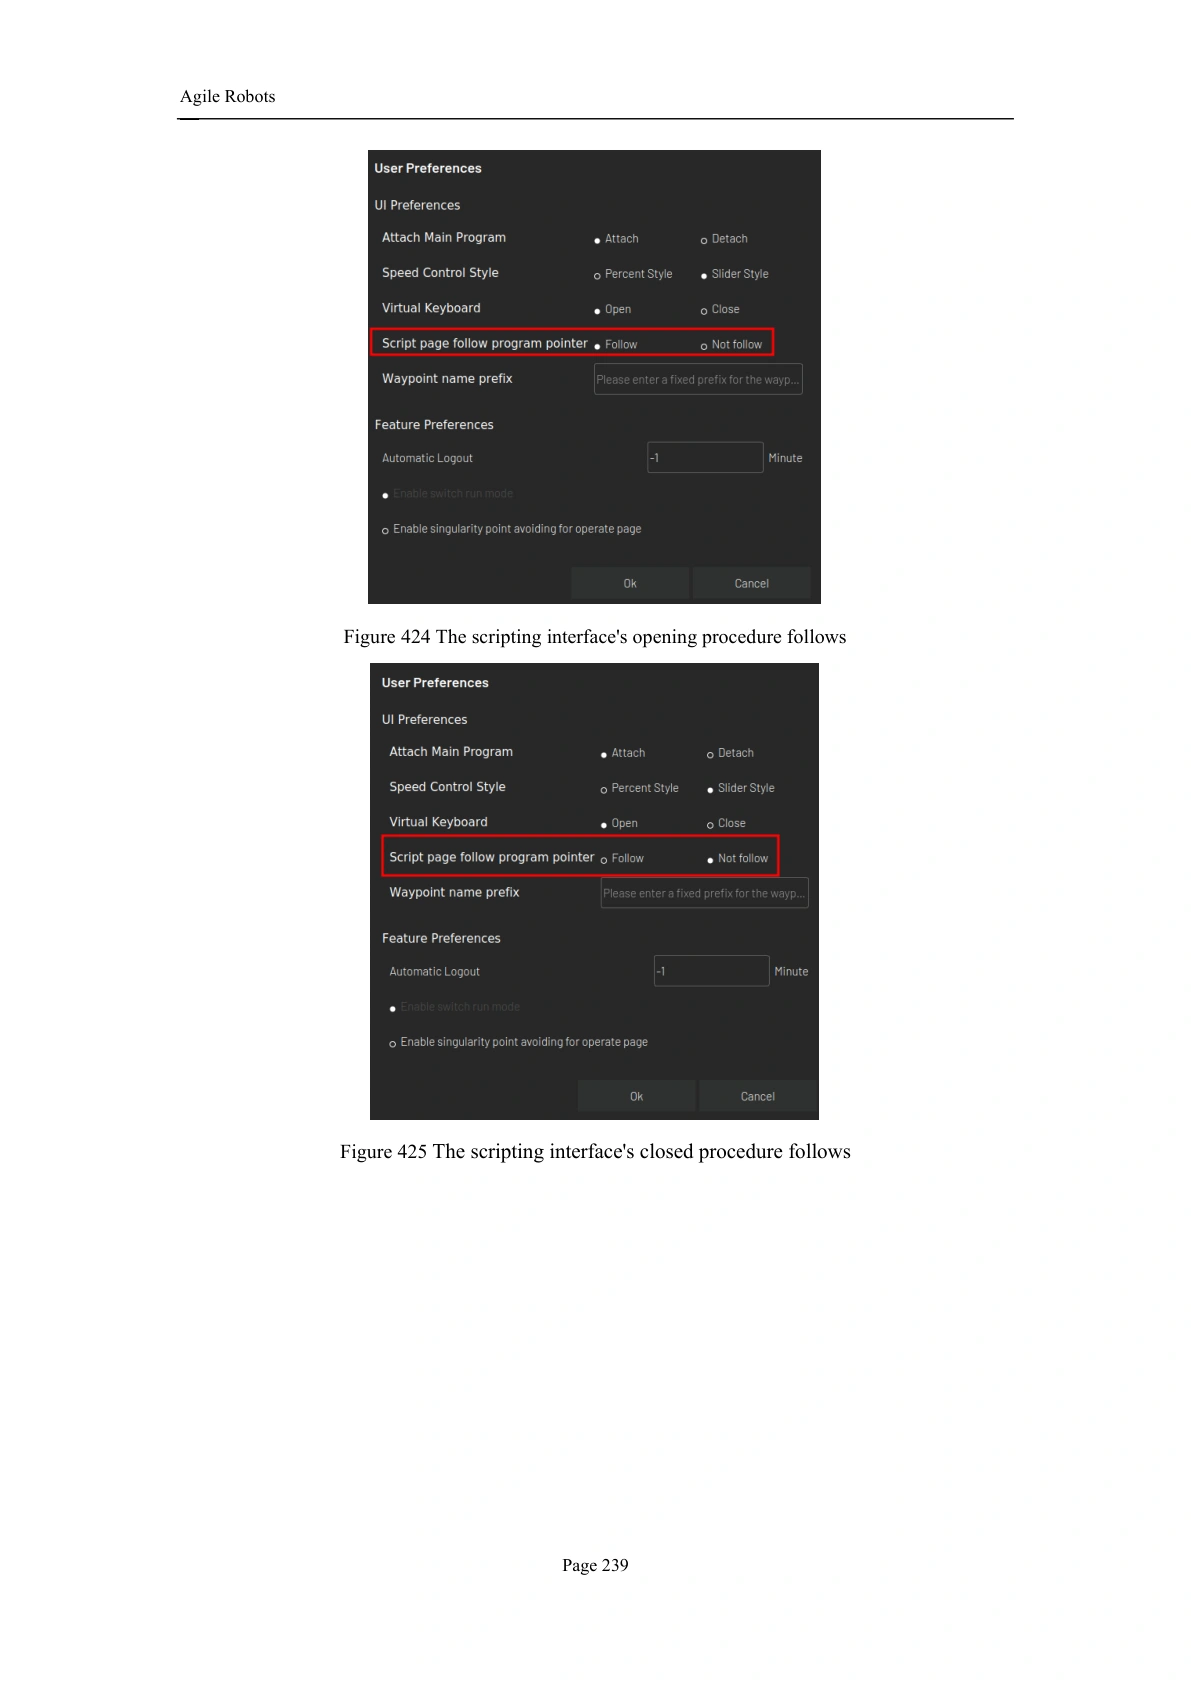 Agile Robots
User Preferences
UI Preferences
Attach Main Program Attach Detach
Speed Control Style Percent Style Slider Style
Virtual Keyboard Open Close
Script page follow program pointer Follow Not follow
Waypoint name prefix Please enter a fixed prefix for the wayp...
Feature Preferences
Automatic Logout -1 Minute
Enable switch run mode
Enable singularity point avoiding for operate page
Ok Cancel
Figure 424 The scripting interface's opening procedure follows
User Preferences
UI Preferences
Attach Main Program Attach Detach
Speed Control Style Percent Style Slider Style
Virtual Keyboard Open Close
Script page follow program pointer Follow Not follow
Waypoint name prefix Please enter a fixed prefix for the wayp...
Feature Preferences
Automatic Logout -1 Minute
Enable switch run mode
Enable singularity point avoiding for operate page
Ok Cancel
Figure 425 The scripting interface's closed procedure follows
Page 239